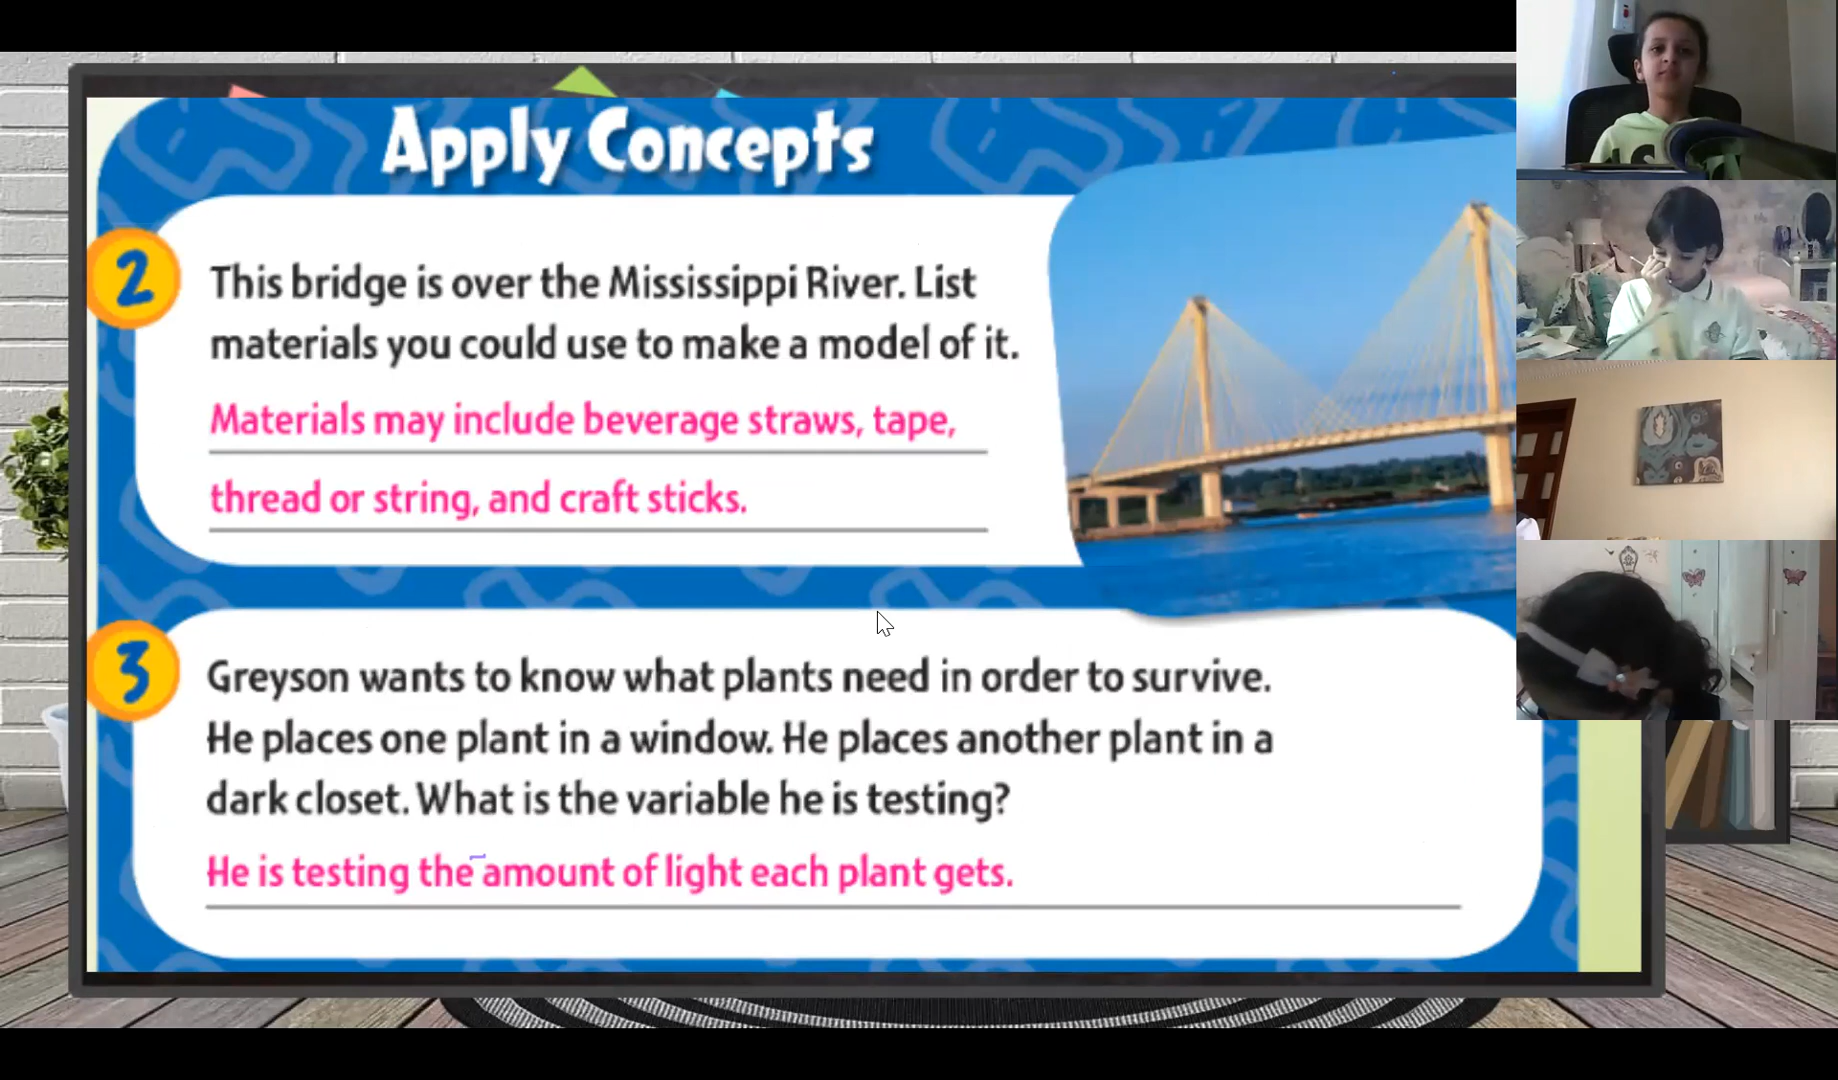 Apply Concepts
2
This bridge is over the Mississippi River. List
materials you could use to make a model of it.
Materials may include beverage straws, tape,
thread or string, and craft sticks.
3
Greyson wants to know what plants need in order to survive.
He places one plant in a window. He places another plant in a
dark closet. What is the variable he is testing?
He is testing the amount of light each plant gets.